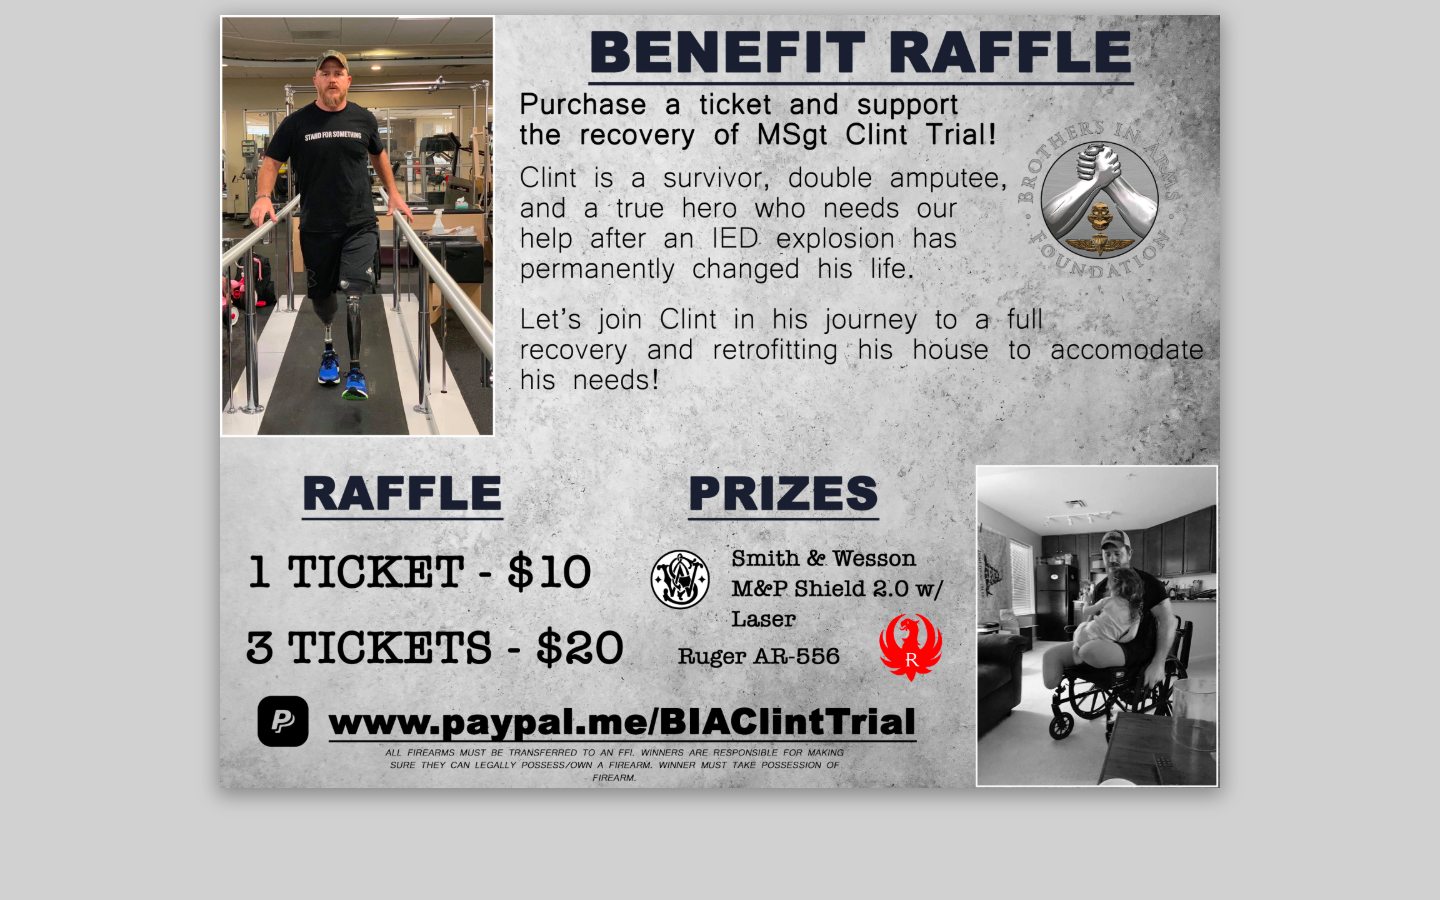 BENEFIT RAFFLE
Purchase a ticket and support
the recovery of MSgt Clint Trial!
Clint is a survivor, double amputee,
and a true hero who needs our
help after an IED explosion has
permanently changed his life.
Let's join Clint in his journey to a full
recovery and retrofitting his house to accomodate
his needs!
BROTHERS IN ARMS
FOUNDATION
STAND FOR SOMETHING
RAFFLE
1 TICKET - $10
3 TICKETS - $20
PRIZES
Smith & Wesson
M&P Shield 2.0 w/
Laser
Ruger AR-556
R
www.paypal.me/BIAClintTrial
ALL FIREARMS MUST BE TRANSFERRED TO AN FFL. WINNERS ARE RESPONSIBLE FOR MAKING
SURE THEY CAN LEGALLY POSSESS/OWN A FIREARM. WINNER MUST TAKE POSSESSION OF
FIREARM.